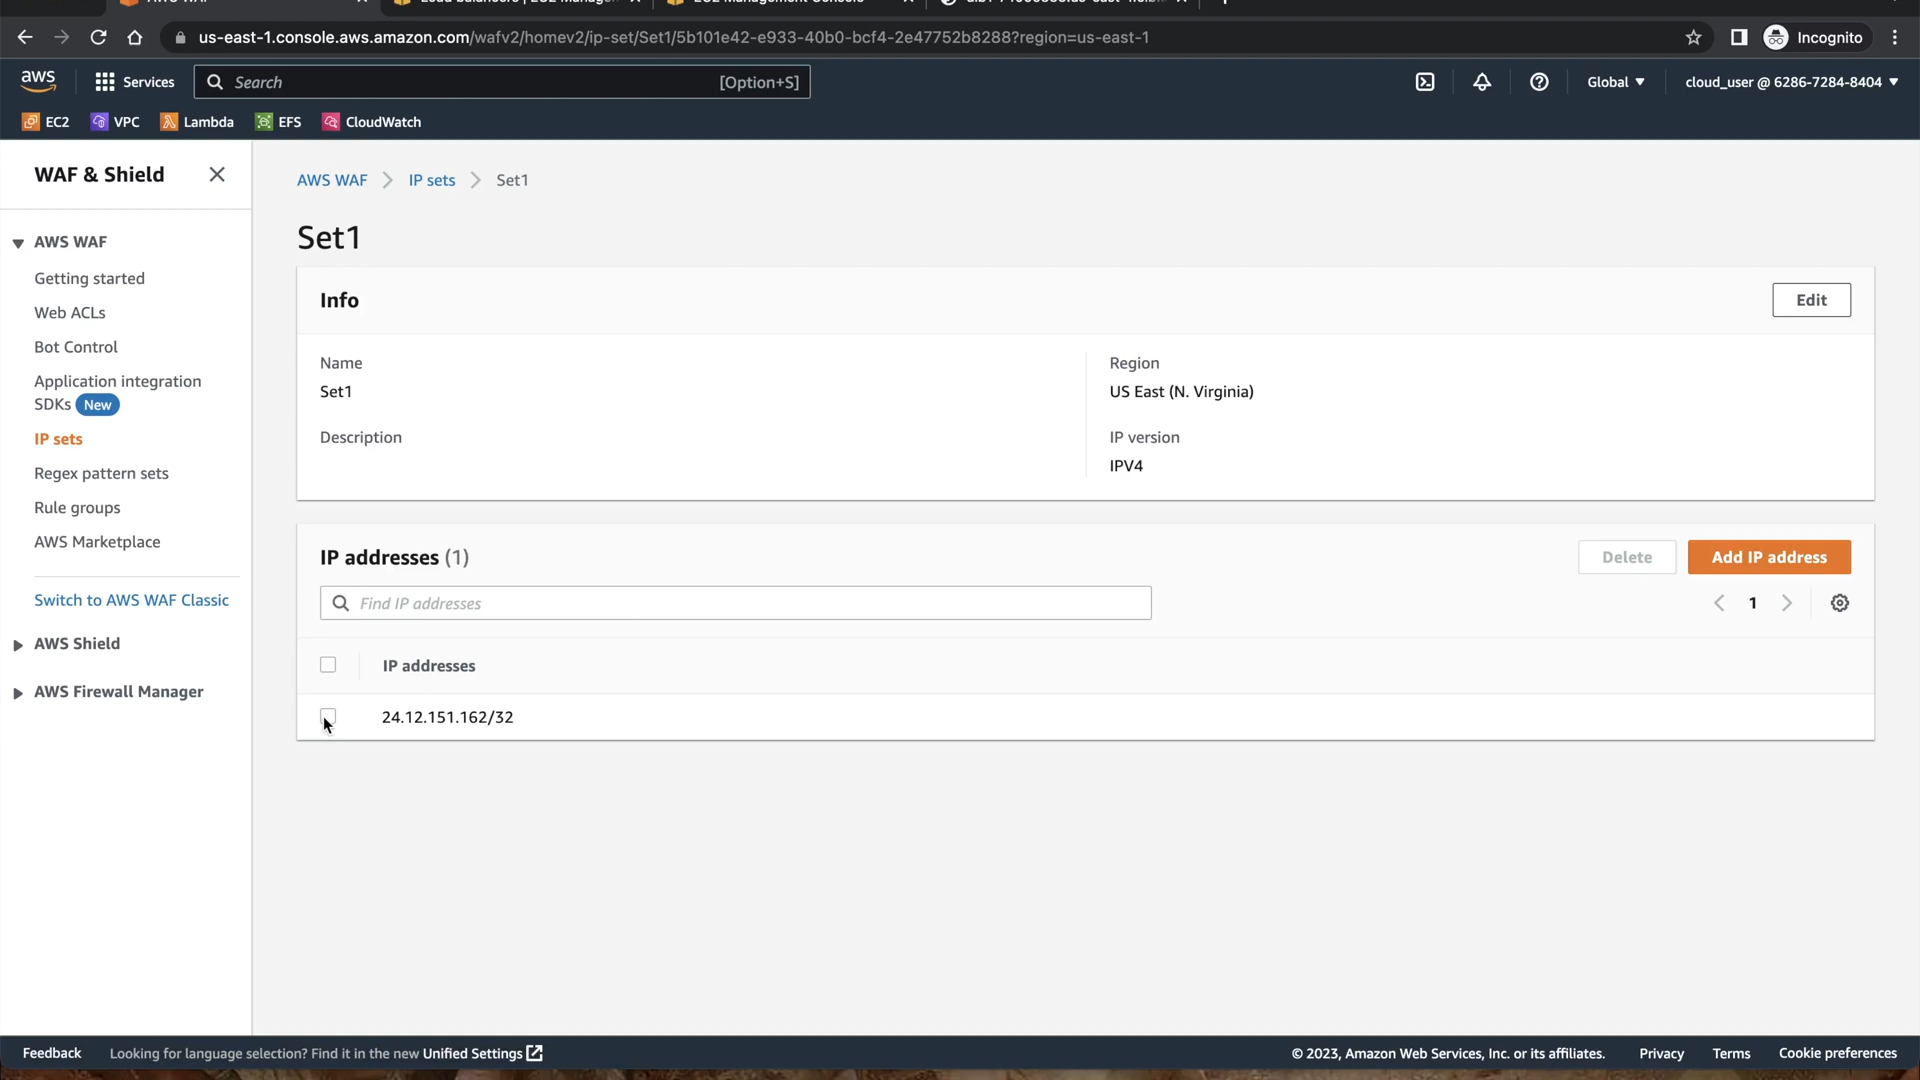 us-east-1.console.aws.amazon.com/wafv2/homev2/ip-set/Set1/5b101e42-e933-40b0-bcf4-2e47752b8288?region=us-east-1
Incognito
aws
Services
Search
[Option+S]
Global
cloud_user @ 6286-7284-8404
EC2
VPC
Lambda
EFS
CloudWatch
WAF & Shield
AWS WAF
Getting started
Web ACLs
Bot Control
Application integration
SDKs New
IP sets
Regex pattern sets
Rule groups
AWS Marketplace
Switch to AWS WAF Classic
AWS Shield
AWS Firewall Manager
AWS WAF
IP sets
Set1
Set1
Info
Edit
Name
Set1
Description
Region
US East (N. Virginia)
IP version
IPV4
IP addresses (1)
Delete
Add IP address
Find IP addresses
1
IP addresses
24.12.151.162/32
Feedback
Looking for language selection? Find it in the new Unified Settings
© 2023, Amazon Web Services, Inc. or its affiliates.
Privacy
Terms
Cookie preferences